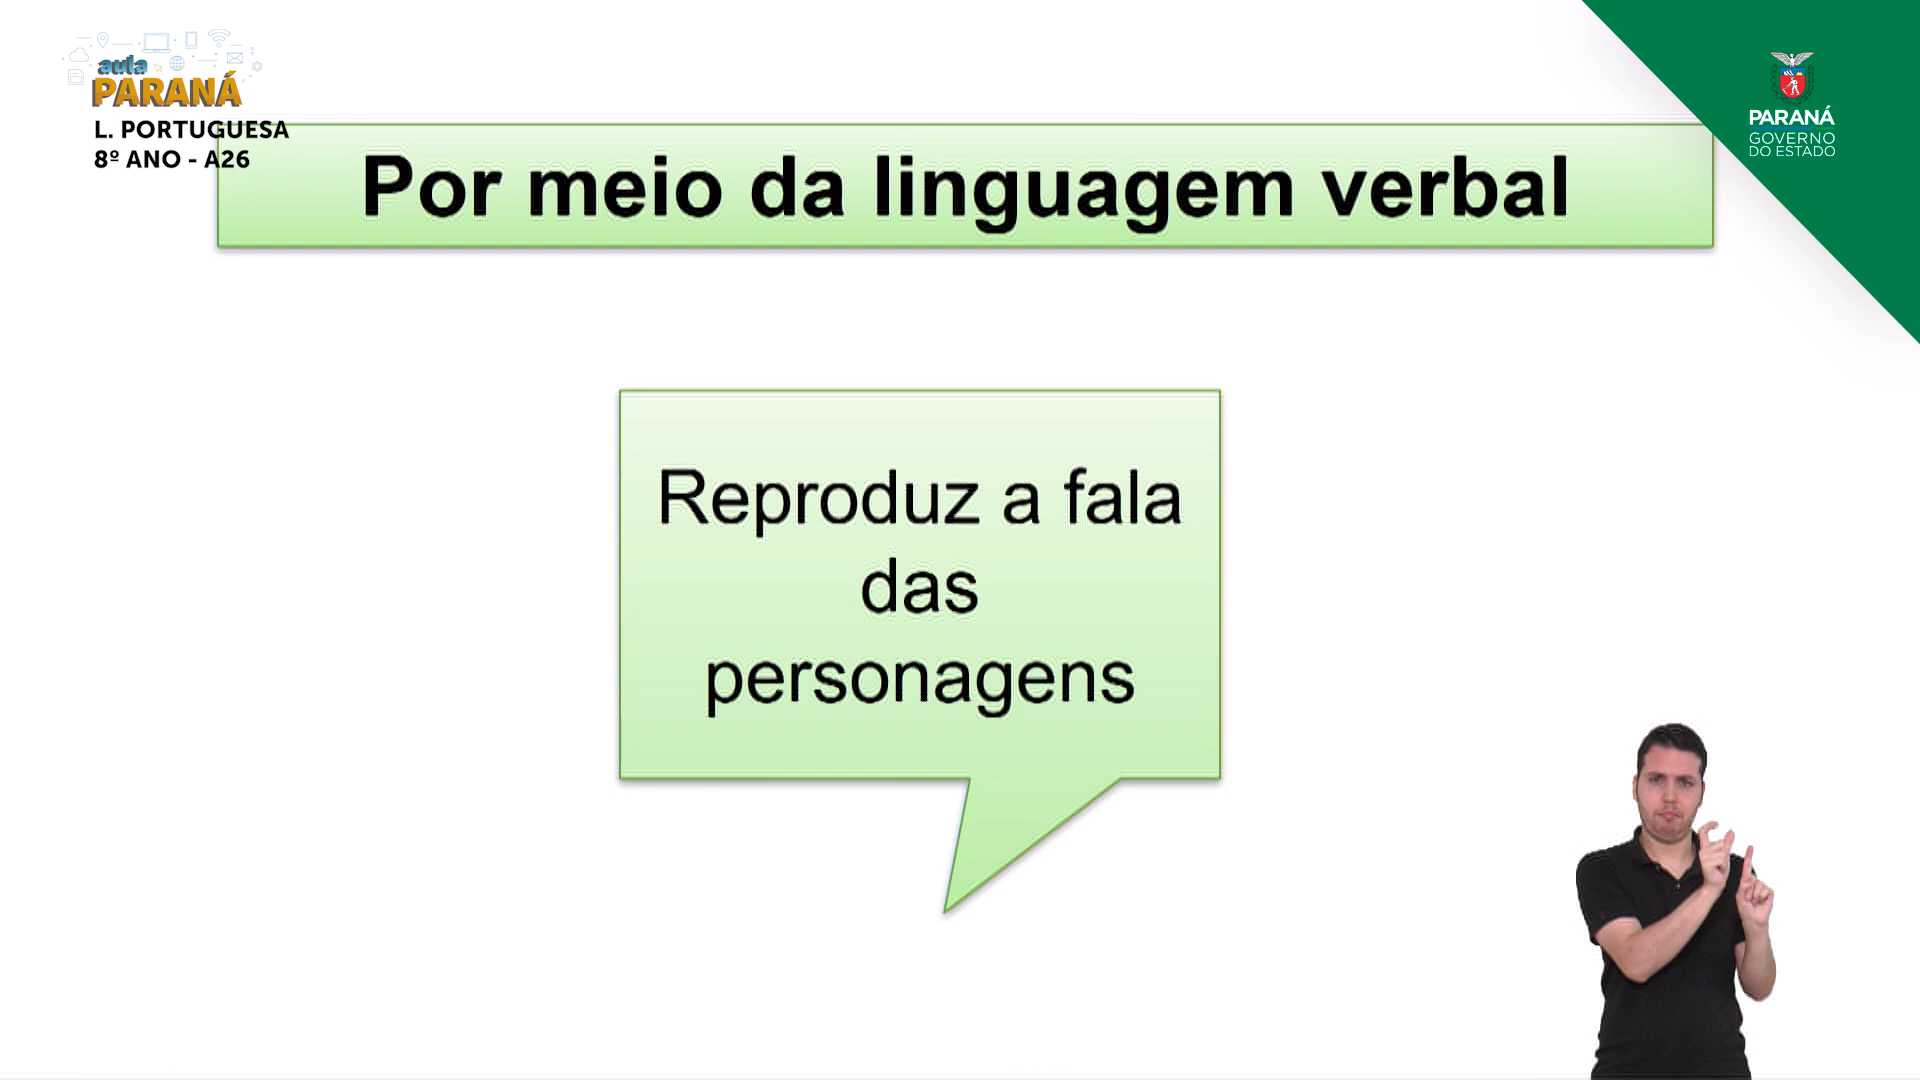 aula
PARANÁ
L. PORTUGUESA
8º ANO - A26
PARANÁ
GOVERNO
DO ESTADO
Por meio da linguagem verbal
Reproduz a fala
das
personagens